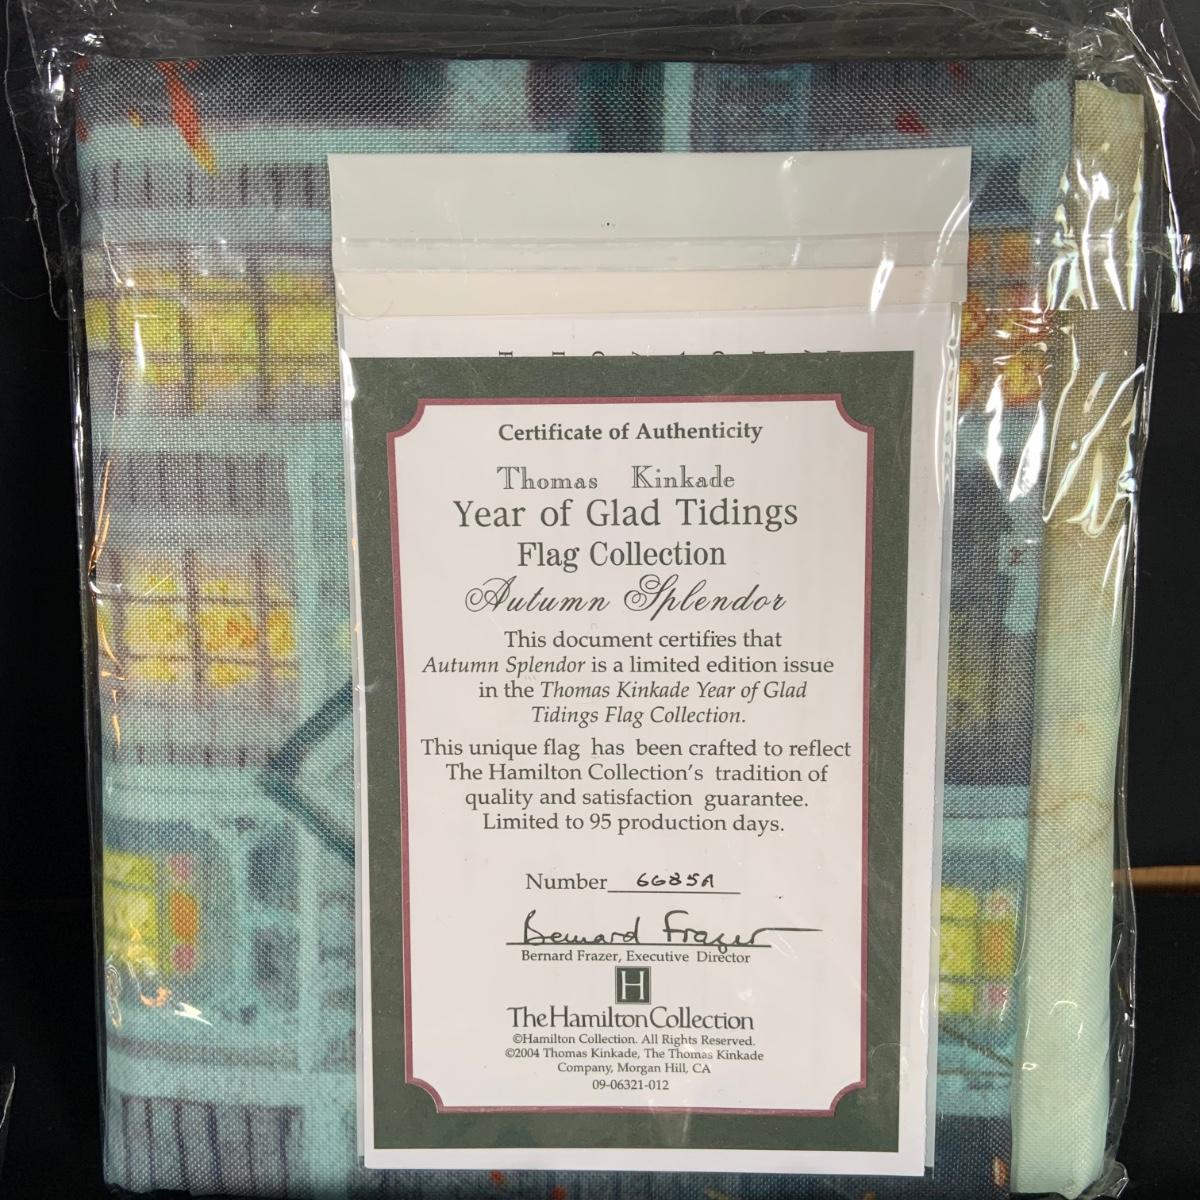 Certificate of Authenticity
Thomas Kinkade
Year of Glad Tidings
Flag Collection
Autumn Splendor
This document certifies that
Autumn Splendor is a limited edition issue
in the Thomas Kinkade Year of Glad
Tidings Flag Collection.
This unique flag has been crafted to reflect
The Hamilton Collection's tradition of
quality and satisfaction guarantee.
Limited to 95 production days.
Number 6685A
Bernard Frazer
Bernard Frazer, Executive Director
H
The Hamilton Collection
©Hamilton Collection. All Rights Reserved.
©2004 Thomas Kinkade, The Thomas Kinkade
Company, Morgan Hill, CA
09-06321-012